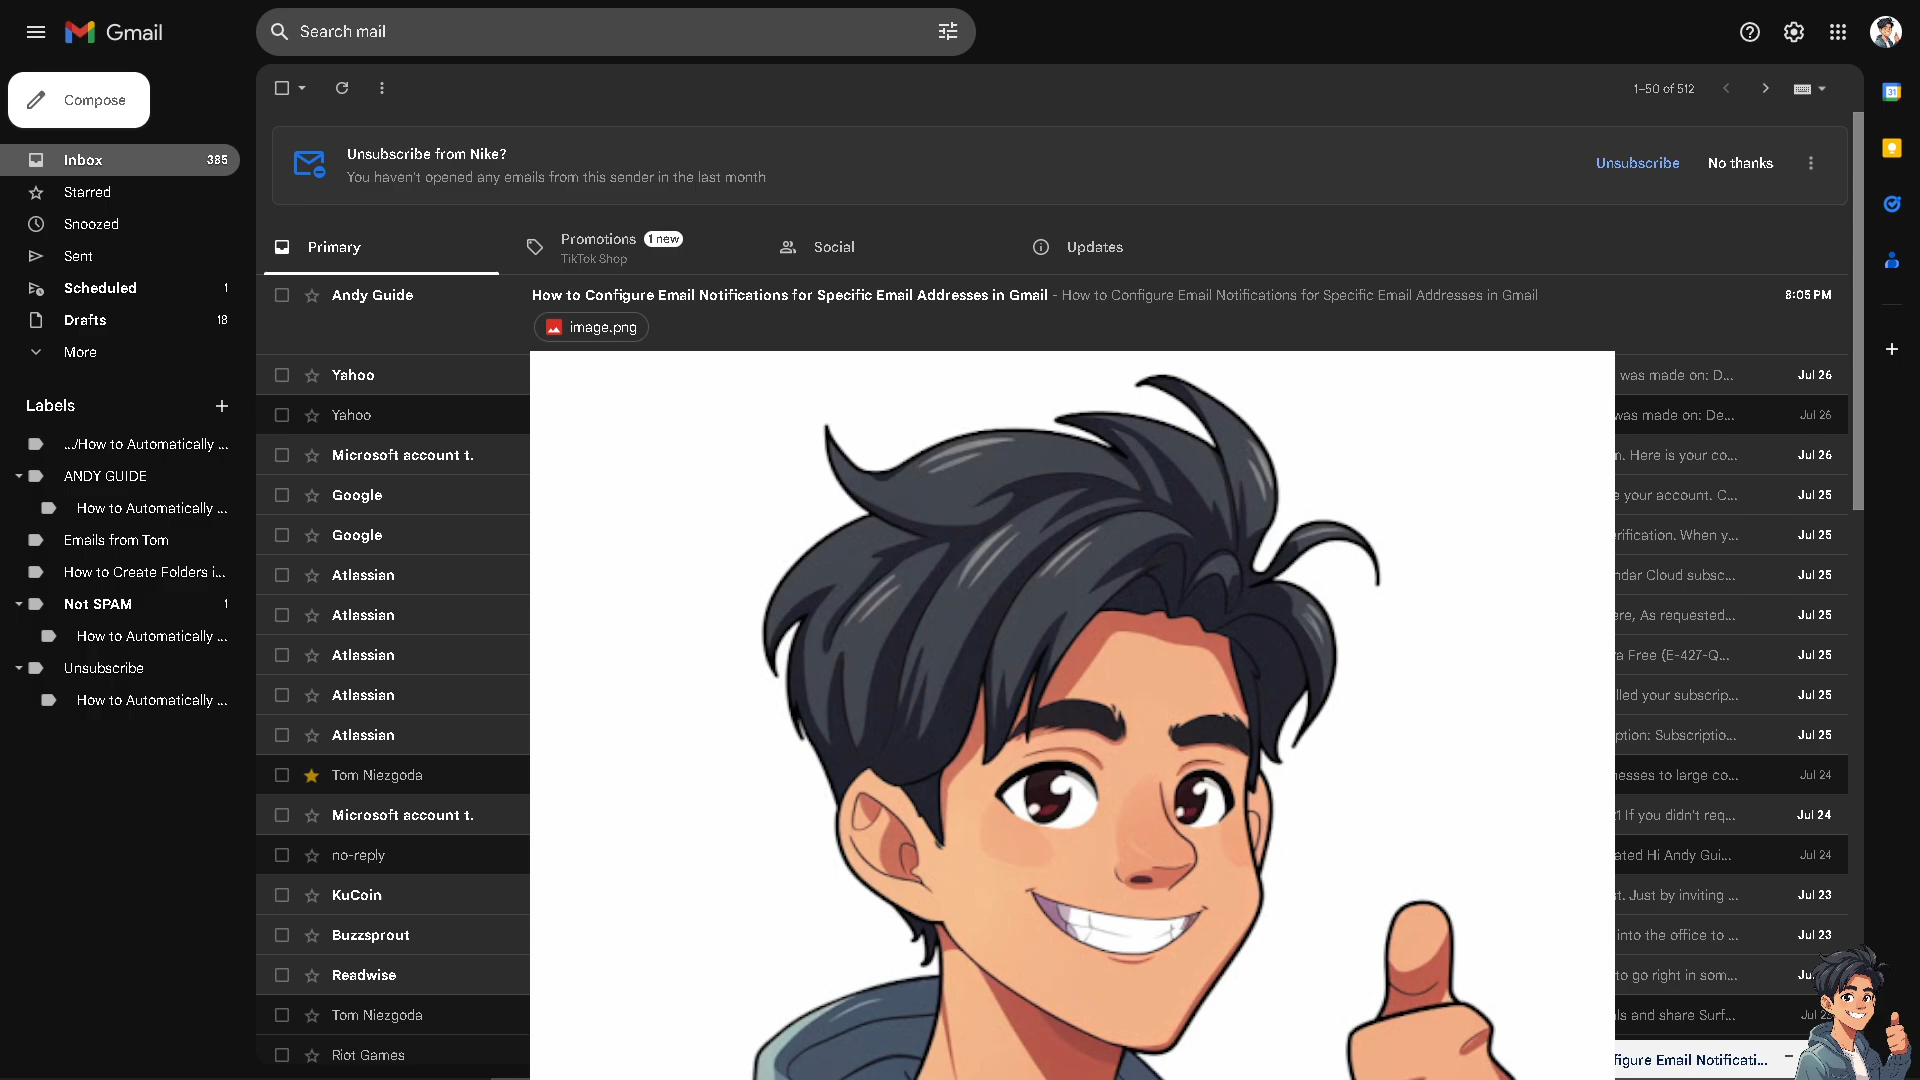 Gmail
Search mail
Compose
1–50 of 512
Inbox 385
Starred
Snoozed
Sent
Scheduled 1
Drafts 18
More
Labels
.../How to Automatically ...
ANDY GUIDE
How to Automatically ...
Emails from Tom
How to Create Folders i...
Not SPAM 1
How to Automatically ...
Unsubscribe
How to Automatically ...
Unsubscribe from Nike?
You haven't opened any emails from this sender in the last month
Unsubscribe No thanks
Primary
Promotions 1 new
TikTok Shop
Social
Updates
Andy Guide How to Configure Email Notifications for Specific Email Addresses in Gmail - How to Configure Email Notifications for Specific Email Addresses in Gmail 8:05 PM
image.png
Yahoo was made on: D... Jul 26
Yahoo was made on: De... Jul 26
Microsoft account t. Here is your co... Jul 26
Google your account. C... Jul 25
Google When y... Jul 25
Atlassian Cloud subsc... Jul 25
Atlassian As requested... Jul 25
Atlassian Free (E-427-Q... Jul 25
Atlassian your subscrip... Jul 25
Atlassian Subscriptio... Jul 25
Tom Niezgoda to large co... Jul 24
Microsoft account t. If you didn't req... Jul 24
no-reply Hi Andy Gui... Jul 24
KuCoin Just by inviting ... Jul 23
Buzzsprout into the office to ... Jul 23
Readwise to go right in som...
Tom Niezgoda and share Surf...
Riot Games
Email Notificati...
31